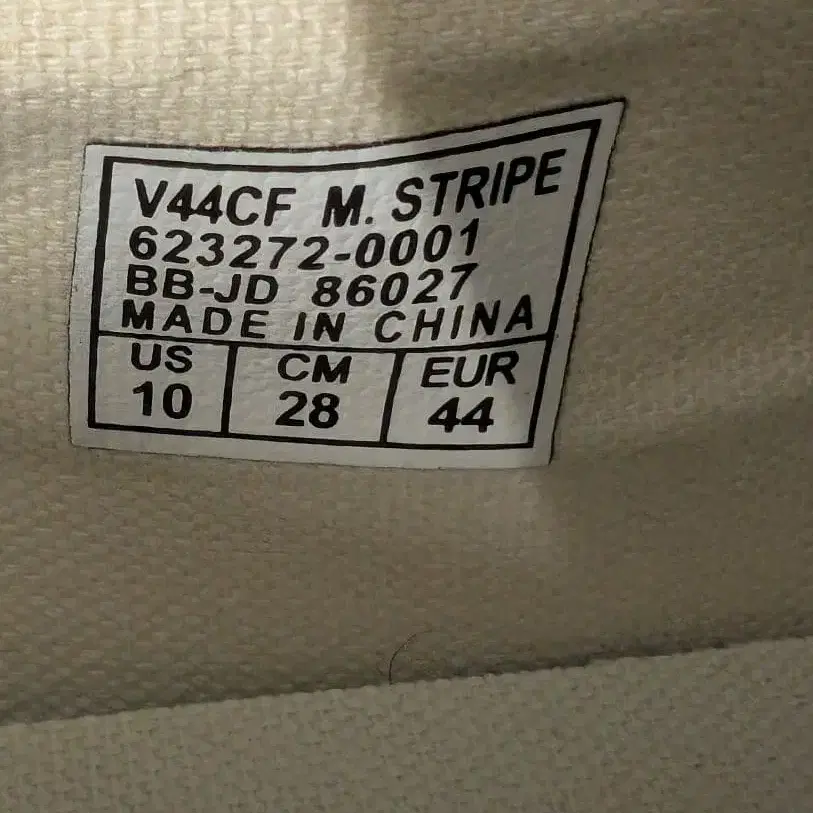 V44CF M. STRIPE
623272-0001
BB-JD 86027
MADE IN CHINA
US CM EUR
10 28 44